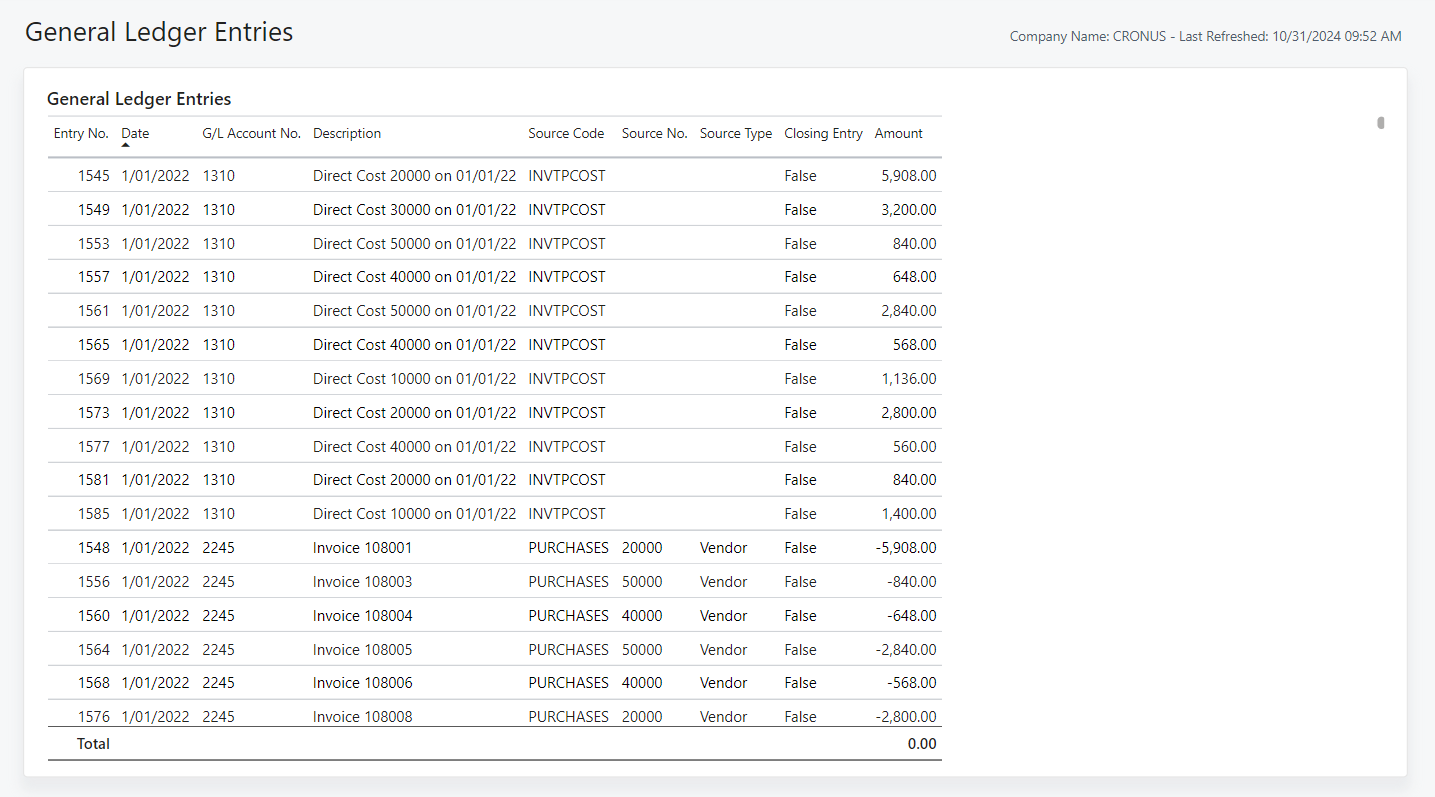 General Ledger Entries
Company Name: CRONUS - Last Refreshed: 10/31/2024 09:52 AM
General Ledger Entries
Entry No. Date G/L Account No. Description Source Code Source No. Source Type Closing Entry Amount
1545 1/01/2022 1310 Direct Cost 20000 on 01/01/22 INVTPCOST False 5,908.00
1549 1/01/2022 1310 Direct Cost 30000 on 01/01/22 INVTPCOST False 3,200.00
1553 1/01/2022 1310 Direct Cost 50000 on 01/01/22 INVTPCOST False 840.00
1557 1/01/2022 1310 Direct Cost 40000 on 01/01/22 INVTPCOST False 648.00
1561 1/01/2022 1310 Direct Cost 50000 on 01/01/22 INVTPCOST False 2,840.00
1565 1/01/2022 1310 Direct Cost 40000 on 01/01/22 INVTPCOST False 568.00
1569 1/01/2022 1310 Direct Cost 10000 on 01/01/22 INVTPCOST False 1,136.00
1573 1/01/2022 1310 Direct Cost 20000 on 01/01/22 INVTPCOST False 2,800.00
1577 1/01/2022 1310 Direct Cost 40000 on 01/01/22 INVTPCOST False 560.00
1581 1/01/2022 1310 Direct Cost 20000 on 01/01/22 INVTPCOST False 840.00
1585 1/01/2022 1310 Direct Cost 10000 on 01/01/22 INVTPCOST False 1,400.00
1548 1/01/2022 2245 Invoice 108001 PURCHASES 20000 Vendor False -5,908.00
1556 1/01/2022 2245 Invoice 108003 PURCHASES 50000 Vendor False -840.00
1560 1/01/2022 2245 Invoice 108004 PURCHASES 40000 Vendor False -648.00
1564 1/01/2022 2245 Invoice 108005 PURCHASES 50000 Vendor False -2,840.00
1568 1/01/2022 2245 Invoice 108006 PURCHASES 40000 Vendor False -568.00
1576 1/01/2022 2245 Invoice 108008 PURCHASES 20000 Vendor False -2,800.00
Total 0.00